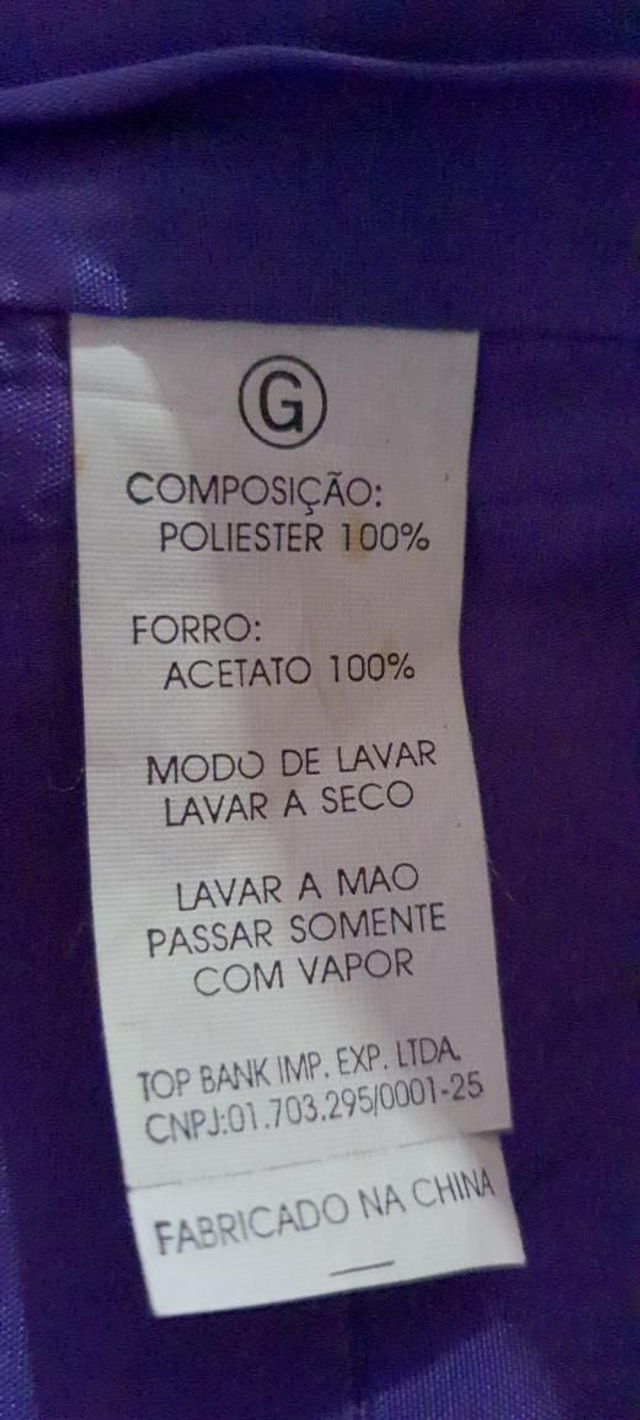 G
COMPOSIÇÃO:
POLIESTER 100%
FORRO:
ACETATO 100%
MODO DE LAVAR
LAVAR A SECO
LAVAR A MAO
PASSAR SOMENTE
COM VAPOR
TOP BANK IMP. EXP. LTDA.
CNPJ:01.703.295/0001-25
FABRICADO NA CHINA